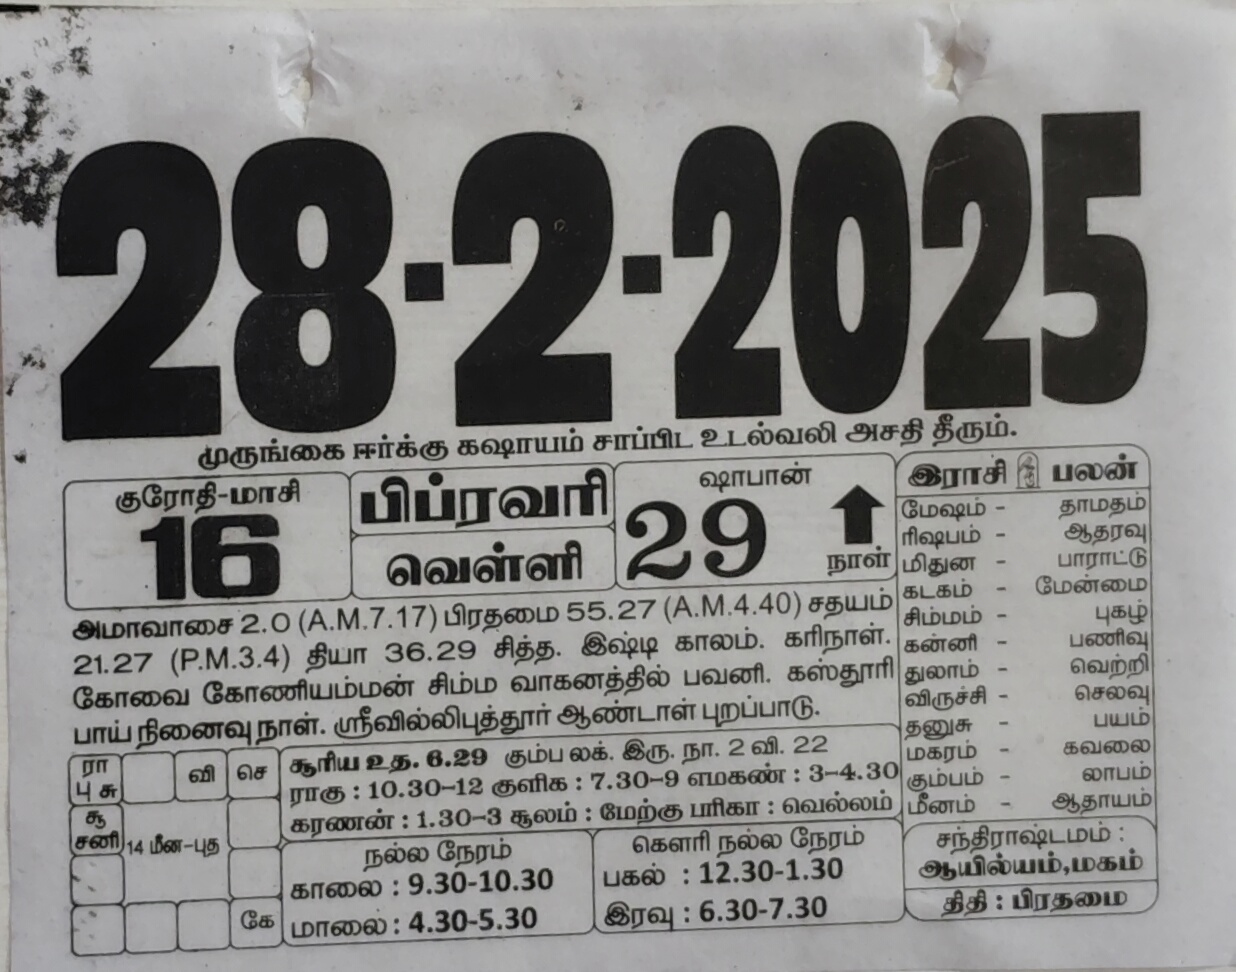 28·2·2025
முருங்கை ஈர்க்கு கஷாயம் சாப்பிட உடல்வலி அசதி தீரும்.
குரோதி-மாசி
16
பிப்ரவரி
வெள்ளி
ஷாபான்
29
நாள்
அமாவாசை 2.0 (A.M.7.17) பிரதமை 55.27 (A.M.4.40) சதயம்
21.27 (P.M.3.4) தியா 36.29 சித்த. இஷ்டி காலம். கரிநாள்.
கோவை கோணியம்மன் சிம்ம வாகனத்தில் பவனி. கஸ்தூரி
பாய் நினைவு நாள். ஸ்ரீவில்லிபுத்தூர் ஆண்டாள் புறப்பாடு.
இராசி பலன்
மேஷம் - தாமதம்
ரிஷபம் - ஆதரவு
மிதுன - பாராட்டு
கடகம் - மேன்மை
சிம்மம் - புகழ்
கன்னி - பணிவு
துலாம் - வெற்றி
விருச்சி - செலவு
தனுசு - பயம்
மகரம் - கவலை
கும்பம் - லாபம்
மீனம் - ஆதாயம்
சந்திராஷ்டமம் :
ஆயில்யம்,மகம்
திதி : பிரதமை
ரா வி செ
பு சு
சூ
சனி 14 மீன-புத
கே
சூரிய உத. 6.29 கும்ப லக். இரு. நா. 2 வி. 22
ராகு : 10.30-12 குளிக : 7.30-9 எமகண் : 3-4.30
கரணன் : 1.30-3 சூலம் : மேற்கு பரிகா : வெல்லம்
நல்ல நேரம்
காலை : 9.30-10.30
மாலை : 4.30-5.30
கௌரி நல்ல நேரம்
பகல் : 12.30-1.30
இரவு : 6.30-7.30